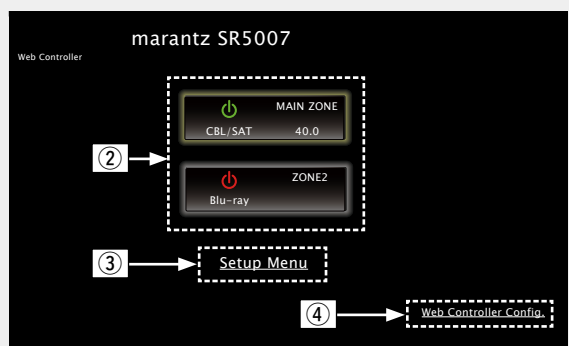 marantz SR5007
Web Controller
MAIN ZONE
CBL/SAT 40.0
② 
ZONE2
Blu-ray
③ Setup Menu
④ Web Controller Config.